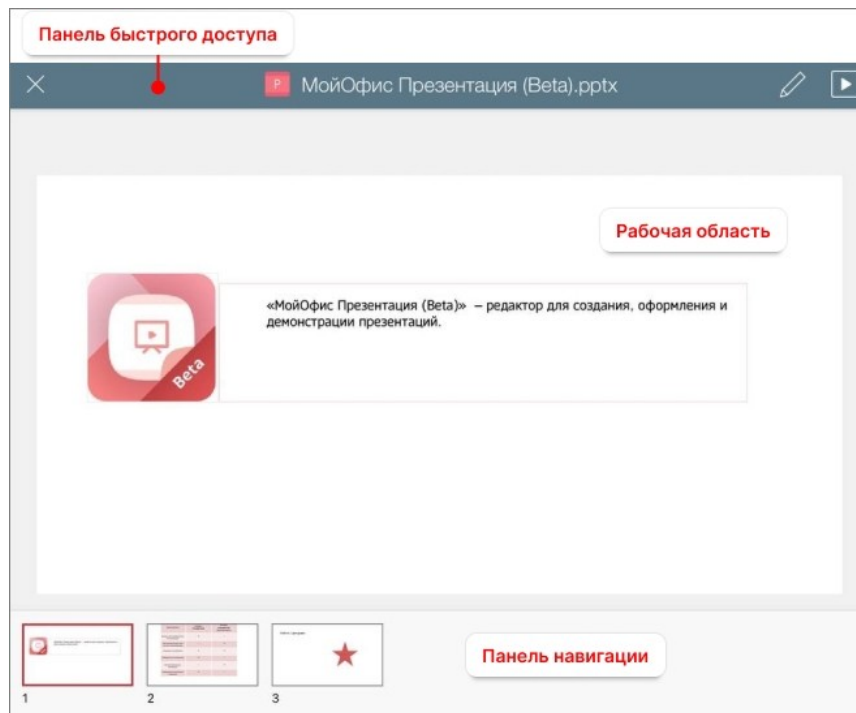 Панель быстрого доступа
P МойОфис Презентация (Beta).pptx
Рабочая область
«МойОфис Презентация (Beta)» – редактор для создания, оформления и
демонстрации презентаций.
Beta
Панель навигации
1
2
3